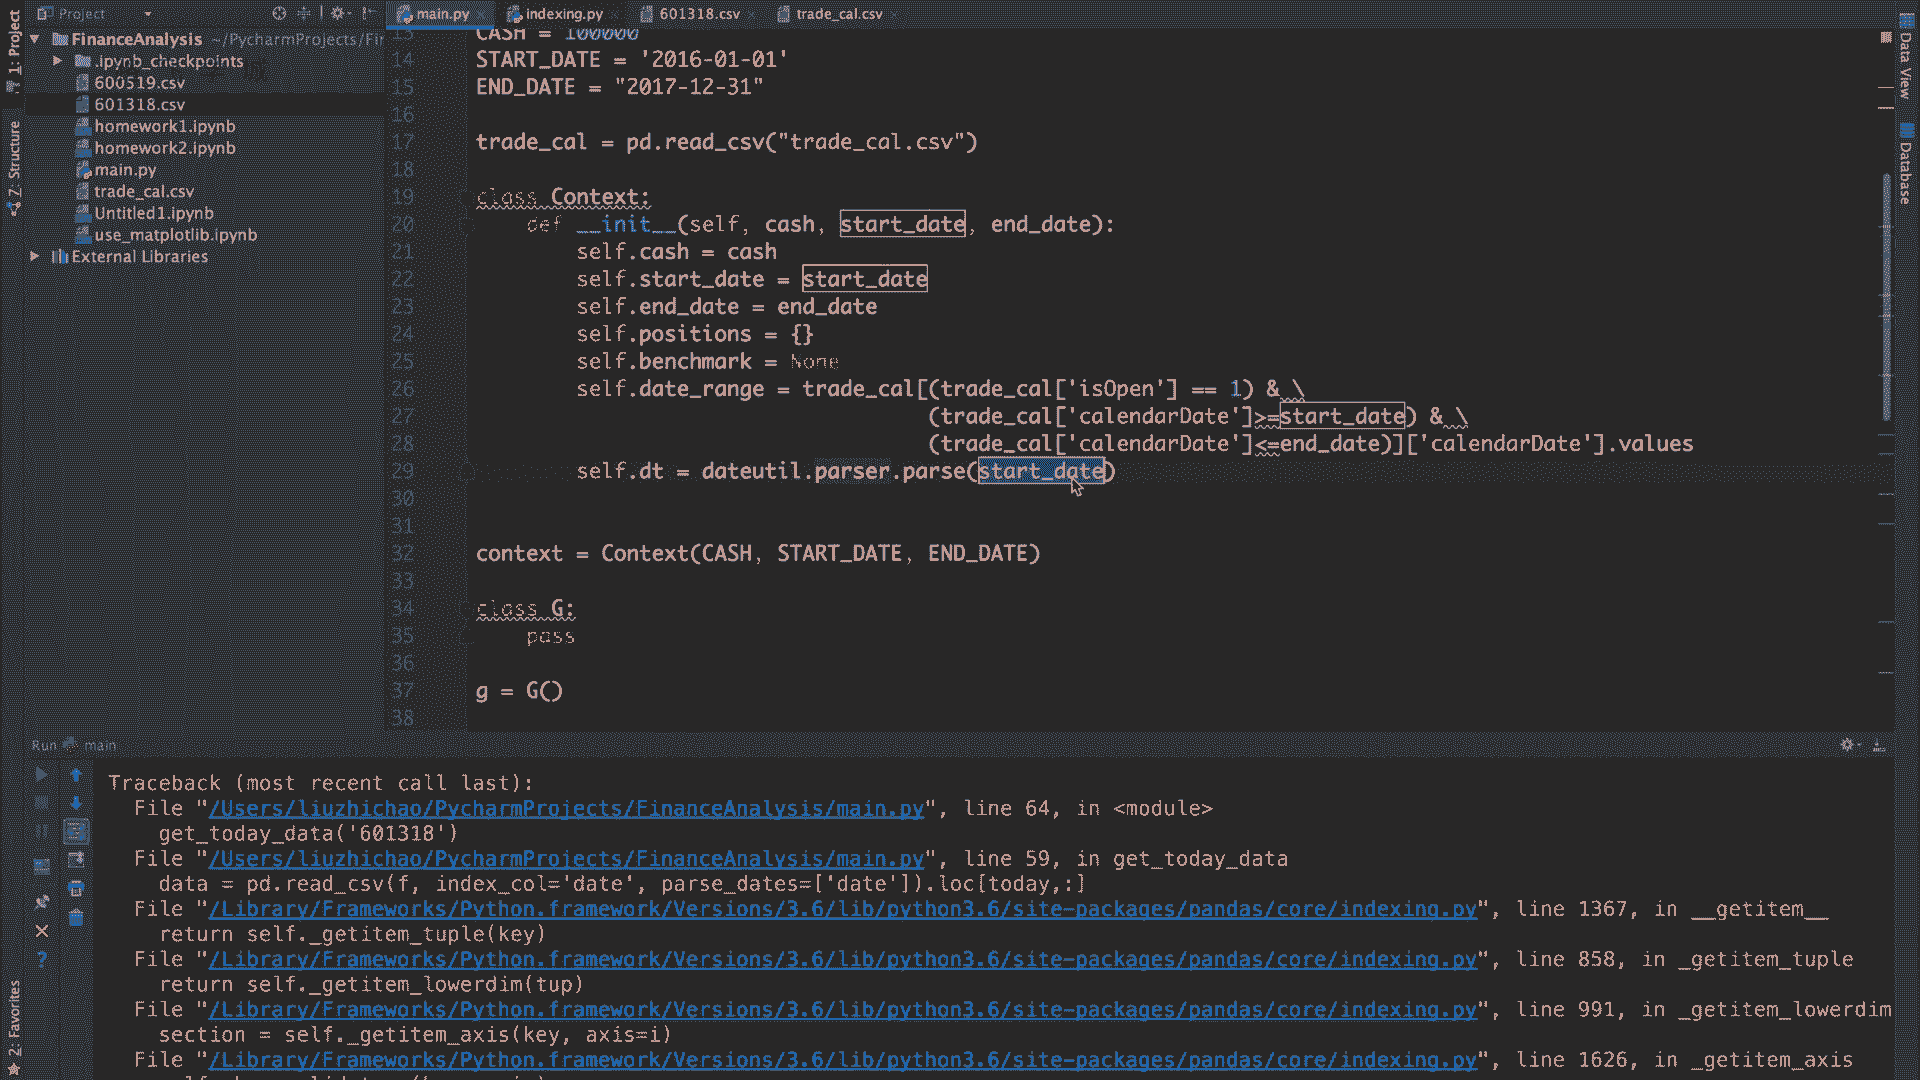 Project
main.py
indexing.py
601318.csv
trade_cal.csv
1: Project
Z: Structure
2: Favorites
Data View
Database
FinanceAnalysis ~/PycharmProjects/Fir
.ipynb_checkpoints
600519.csv
601318.csv
homework1.ipynb
homework2.ipynb
main.py
trade_cal.csv
Untitled1.ipynb
use_matplotlib.ipynb
External Libraries
13 CASH = 100000
14 START_DATE = '2016-01-01'
15 END_DATE = "2017-12-31"
16
17 trade_cal = pd.read_csv("trade_cal.csv")
18
19 class Context:
20 def __init__(self, cash, start_date, end_date):
21 self.cash = cash
22 self.start_date = start_date
23 self.end_date = end_date
24 self.positions = {}
25 self.benchmark = None
26 self.date_range = trade_cal[(trade_cal['isOpen'] == 1) & \
27 (trade_cal['calendarDate']>=start_date) & \
28 (trade_cal['calendarDate']<=end_date)]['calendarDate'].values
29 self.dt = dateutil.parser.parse(start_date)
30
31
32 context = Context(CASH, START_DATE, END_DATE)
33
34 class G:
35 pass
36
37 g = G()
38
Run main
Traceback (most recent call last):
File "/Users/liuzhichao/PycharmProjects/FinanceAnalysis/main.py", line 64, in <module>
get_today_data('601318')
File "/Users/liuzhichao/PycharmProjects/FinanceAnalysis/main.py", line 59, in get_today_data
data = pd.read_csv(f, index_col='date', parse_dates=['date']).loc[today,:]
File "/Library/Frameworks/Python.framework/Versions/3.6/lib/python3.6/site-packages/pandas/core/indexing.py", line 1367, in __getitem__
return self._getitem_tuple(key)
File "/Library/Frameworks/Python.framework/Versions/3.6/lib/python3.6/site-packages/pandas/core/indexing.py", line 858, in _getitem_tuple
return self._getitem_lowerdim(tup)
File "/Library/Frameworks/Python.framework/Versions/3.6/lib/python3.6/site-packages/pandas/core/indexing.py", line 991, in _getitem_lowerdim
section = self._getitem_axis(key, axis=i)
File "/Library/Frameworks/Python.framework/Versions/3.6/lib/python3.6/site-packages/pandas/core/indexing.py", line 1626, in _getitem_axis